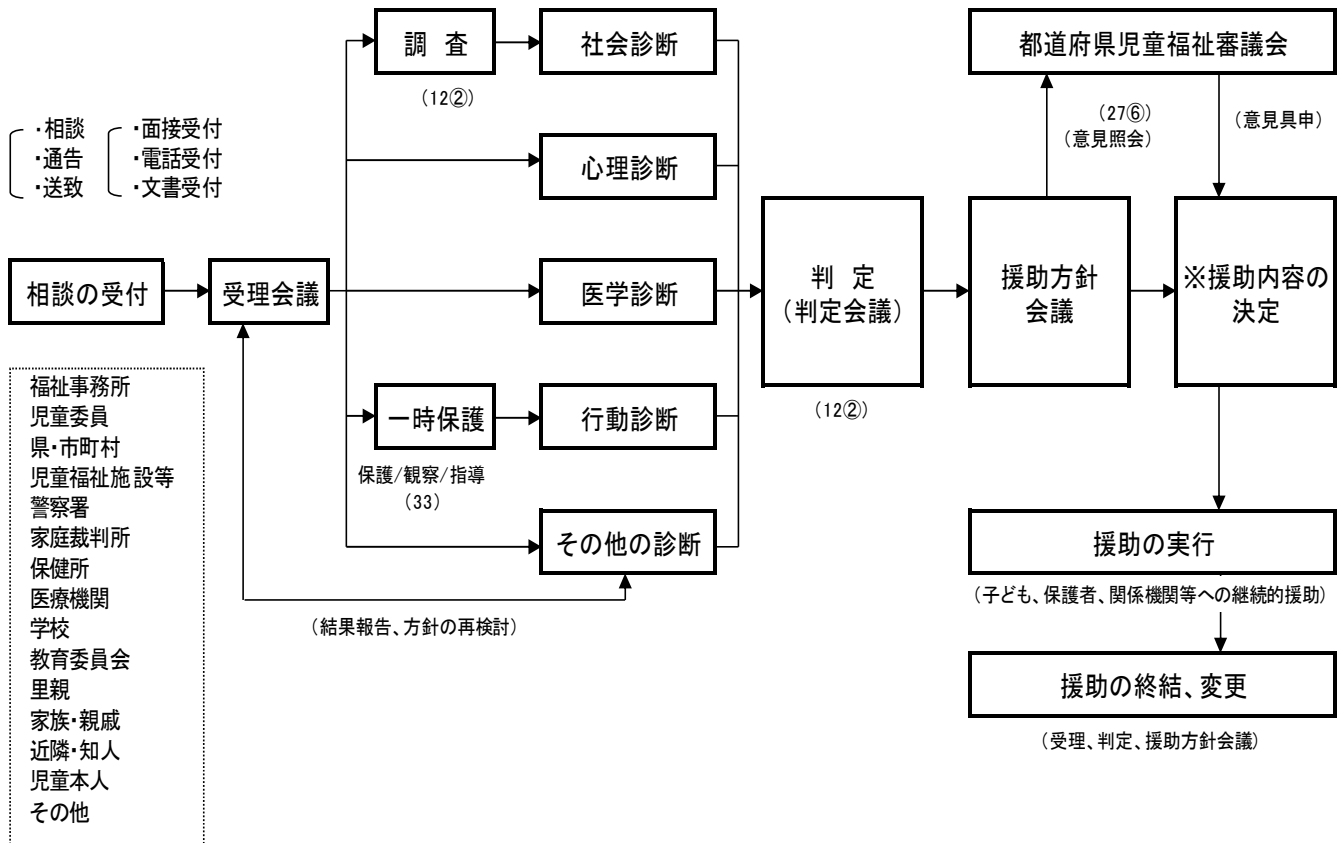 ・相談
・通告
・送致
・面接受付
・電話受付
・文書受付
相談の受付
福祉事務所
児童委員
県・市町村
児童福祉施設等
警察署
家庭裁判所
保健所
医療機関
学校
教育委員会
里親
家族・親戚
近隣・知人
児童本人
その他
受理会議
調 査
(12②)
一時保護
保護/観察/指導
(33)
社会診断
心理診断
医学診断
行動診断
その他の診断
(結果報告、方針の再検討)
判 定
(判定会議)
(12②)
援助方針
会議
(27⑥)
(意見照会)
都道府県児童福祉審議会
(意見具申)
※援助内容の
決定
援助の実行
(子ども、保護者、関係機関等への継続的援助)
援助の終結、変更
(受理、判定、援助方針会議)